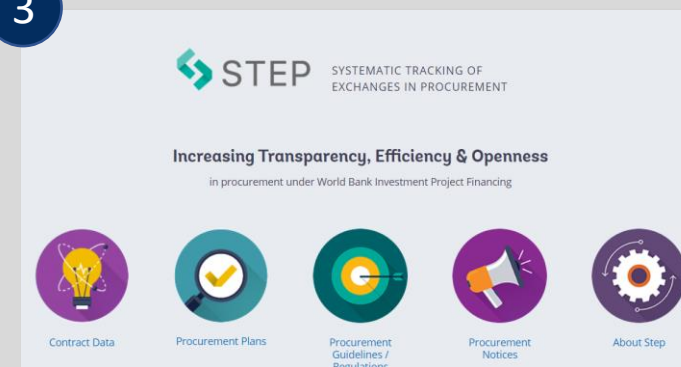 3
STEP
SYSTEMATIC TRACKING OF
EXCHANGES IN PROCUREMENT
Increasing Transparency, Efficiency & Openness
in procurement under World Bank Investment Project Financing
Contract Data
Procurement Plans
Procurement
Guidelines /
Regulations
Procurement
Notices
About Step